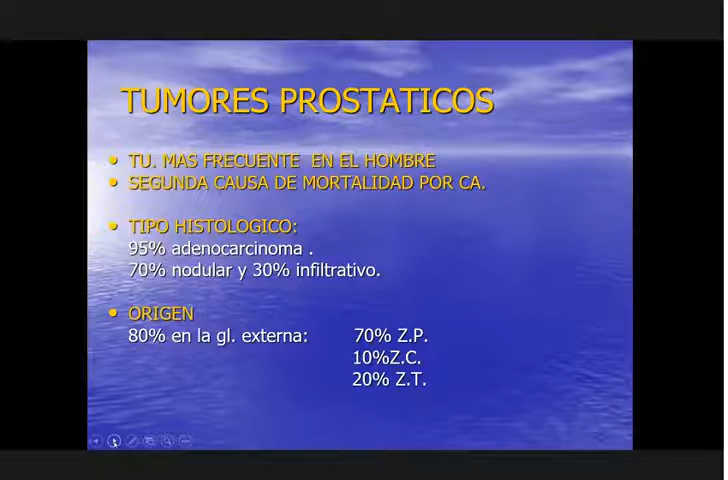 TUMORES PROSTATICOS
• TU. MAS FRECUENTE EN EL HOMBRE
• SEGUNDA CAUSA DE MORTALIDAD POR CA.
• TIPO HISTOLOGICO:
95% adenocarcinoma .
70% nodular y 30% infiltrativo.
• ORIGEN
80% en la gl. externa: 70% Z.P.
10%Z.C.
20% Z.T.